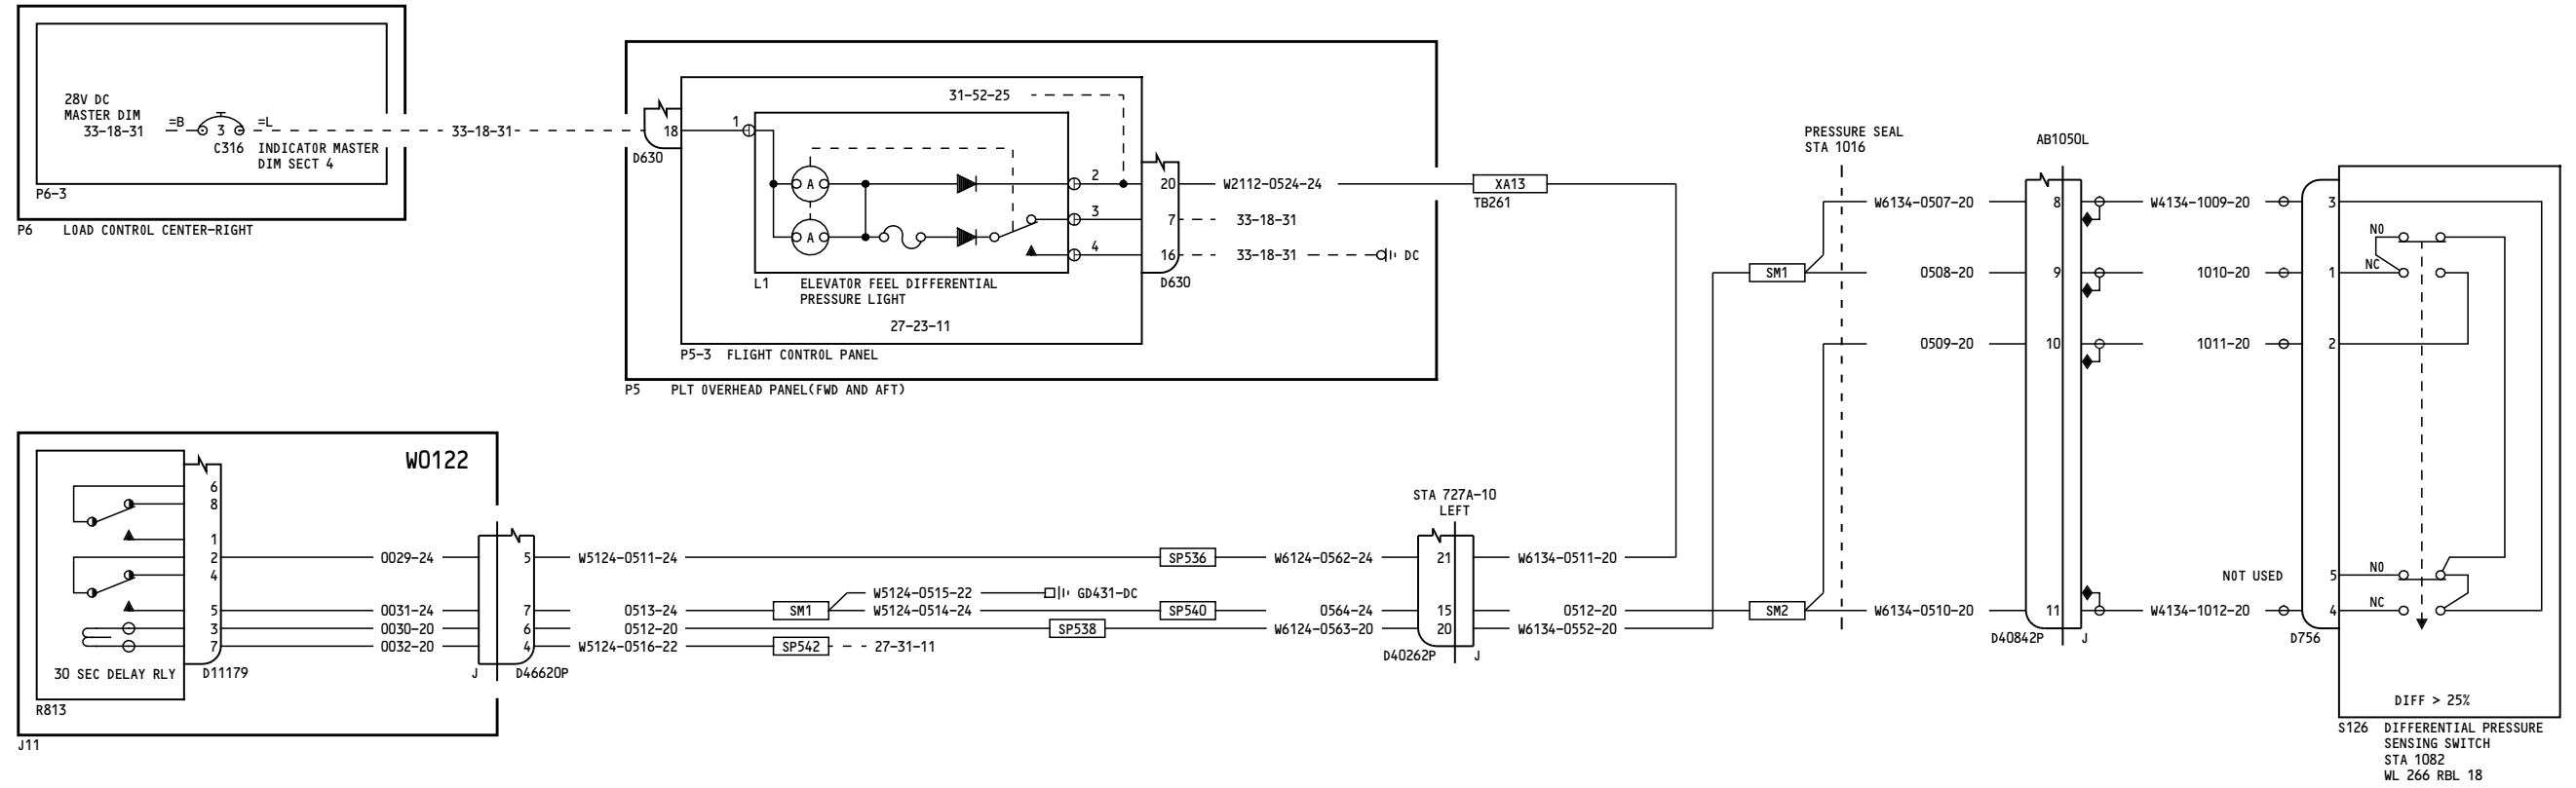 28V DC
MASTER DIM
33-18-31
=B
3
=L
C316
INDICATOR MASTER
DIM SECT 4
P6-3
P6
LOAD CONTROL CENTER-RIGHT
33-18-31
18
D630
1
31-52-25
A
A
2
3
4
L1
ELEVATOR FEEL DIFFERENTIAL
PRESSURE LIGHT
27-23-11
P5-3
FLIGHT CONTROL PANEL
P5
PLT OVERHEAD PANEL(FWD AND AFT)
20
7
16
D630
W2112-0524-24
33-18-31
33-18-31
DC
XA13
TB261
PRESSURE SEAL
STA 1016
AB1050L
SM1
W6134-0507-20
0508-20
0509-20
8
9
10
W4134-1009-20
1010-20
1011-20
3
1
2
NO
NC
W0122
6
8
1
2
4
5
3
7
30 SEC DELAY RLY
D11179
R813
J11
0029-24
0031-24
0030-20
0032-20
5
7
6
4
J
D46620P
W5124-0511-24
0513-24
0512-20
W5124-0516-22
SM1
W5124-0515-22
GD431-DC
W5124-0514-24
SP542
27-31-11
SP538
SP536
SP540
W6124-0562-24
0564-24
W6124-0563-20
STA 727A-10
LEFT
21
15
20
D40262P
J
W6134-0511-20
0512-20
W6134-0552-20
SM2
W6134-0510-20
11
D40842P
J
W4134-1012-20
NOT USED
5
4
NO
NC
D756
DIFF > 25%
S126
DIFFERENTIAL PRESSURE
SENSING SWITCH
STA 1082
WL 266 RBL 18